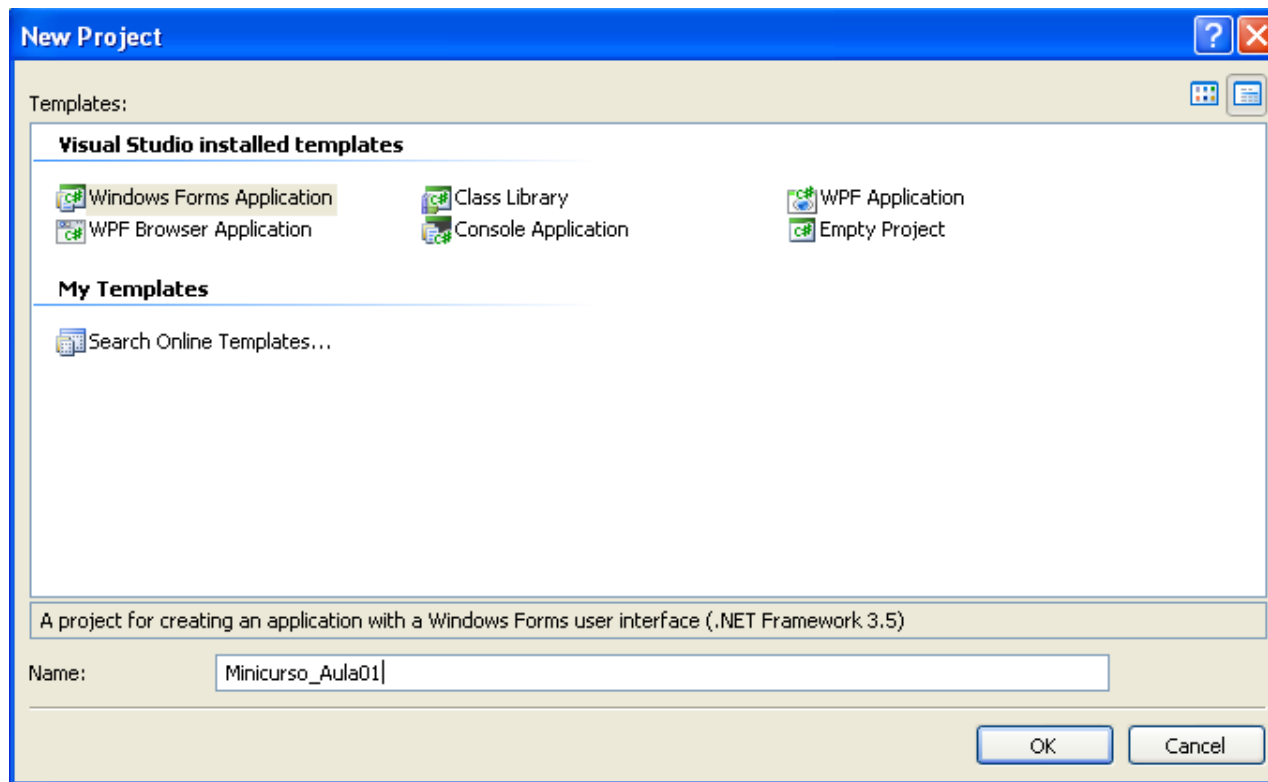 New Project
Templates:
Visual Studio installed templates
Windows Forms Application Class Library WPF Application
WPF Browser Application Console Application Empty Project
My Templates
Search Online Templates...
A project for creating an application with a Windows Forms user interface (.NET Framework 3.5)
Name: Minicurso_Aula01
OK Cancel